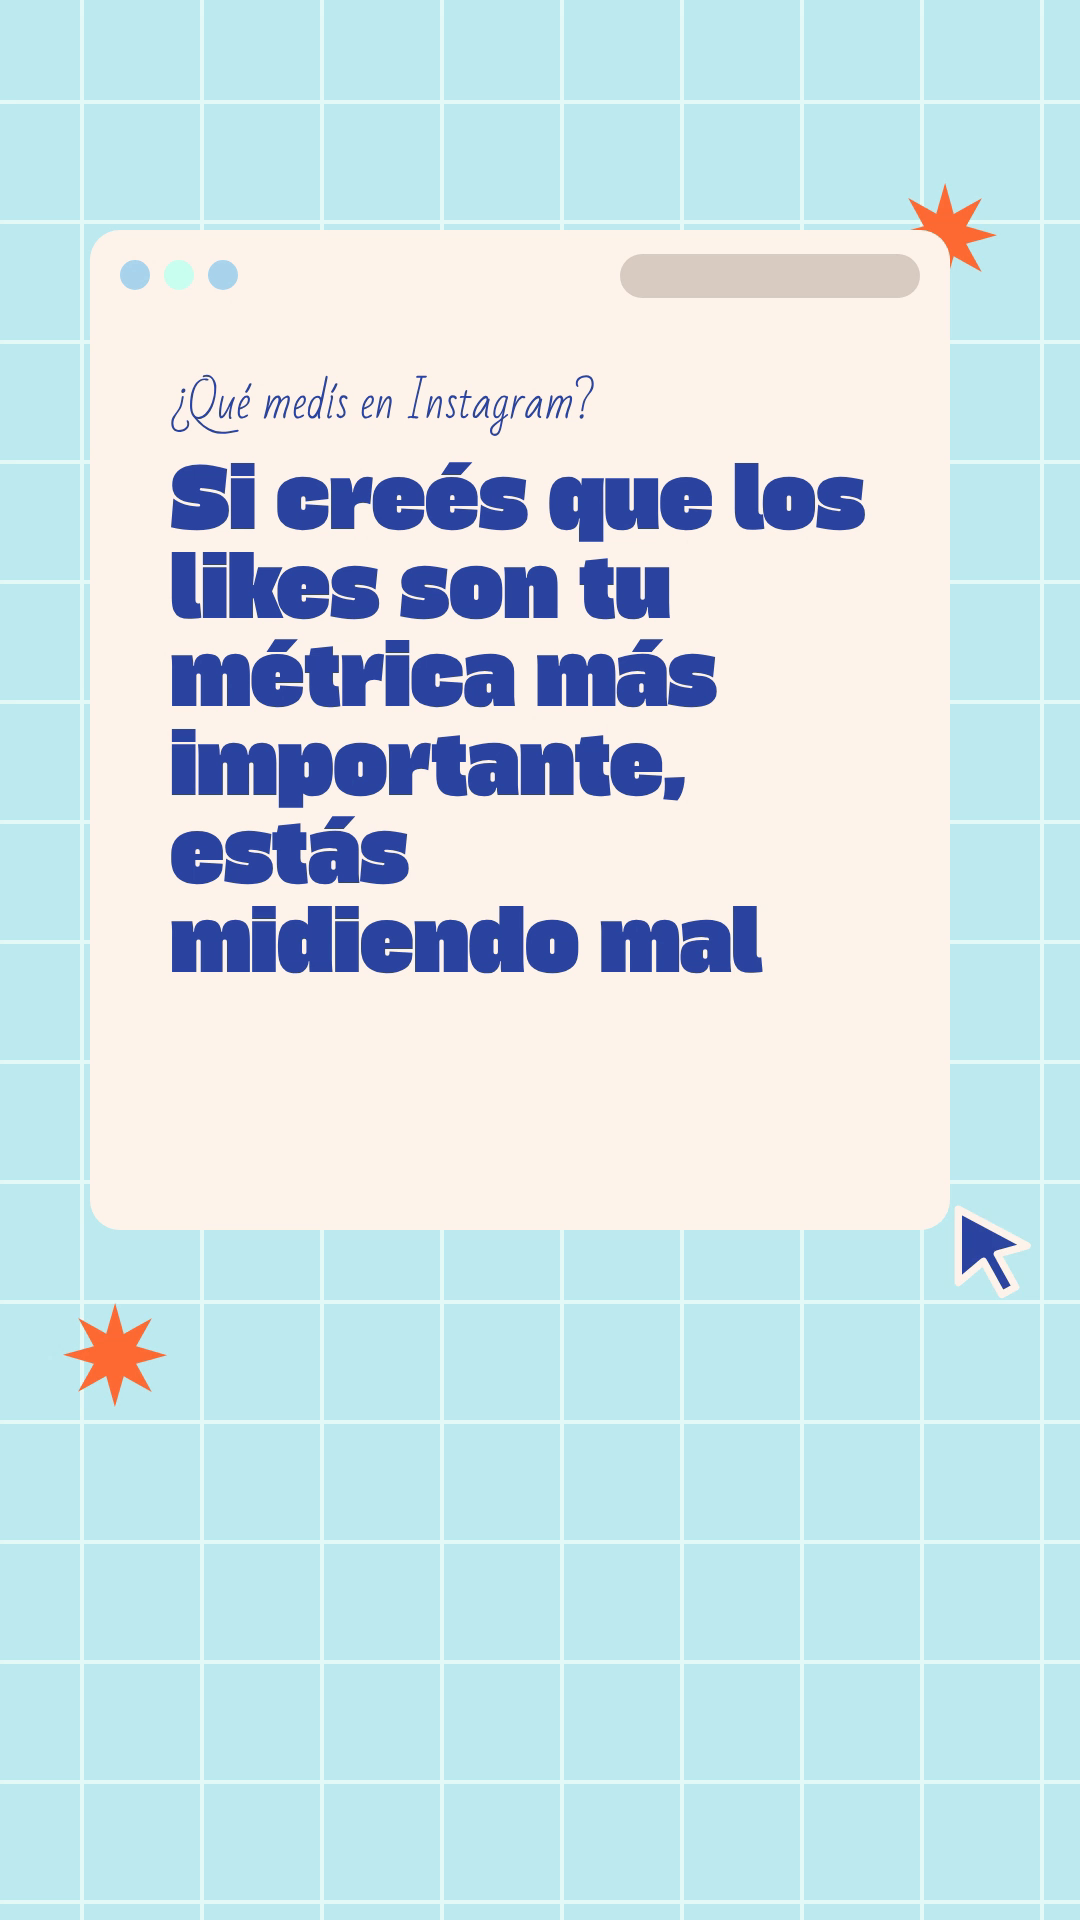 ¿Qué medís en Instagram?
Si creés que los
likes son tu
métrica más
importante,
estás
midiendo mal